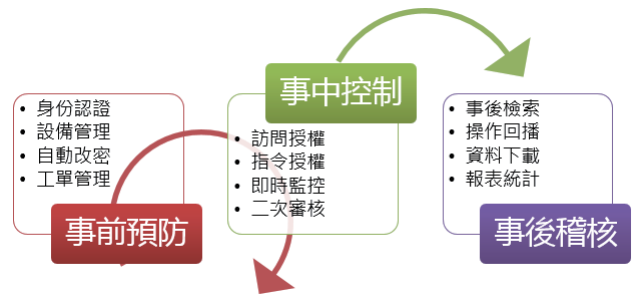 身份認證
設備管理
自動改密
工單管理
事前預防
事中控制
訪問授權
指令授權
即時監控
二次審核
事後檢索
操作回播
資料下載
報表統計
事後稽核